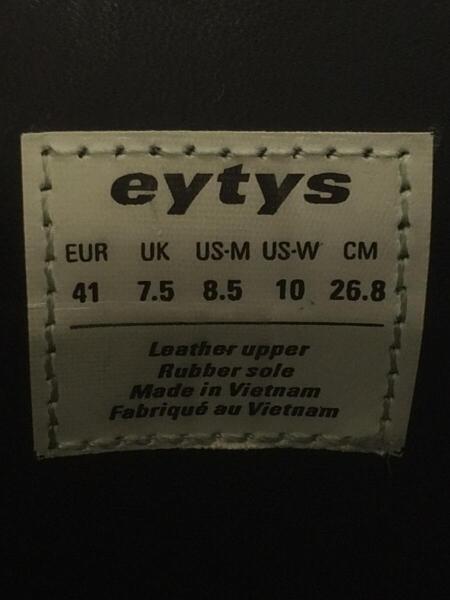 eytys
EUR UK US-M US-W CM
41 7.5 8.5 10 26.8
Leather upper
Rubber sole
Made in Vietnam
Fabriqué au Vietnam